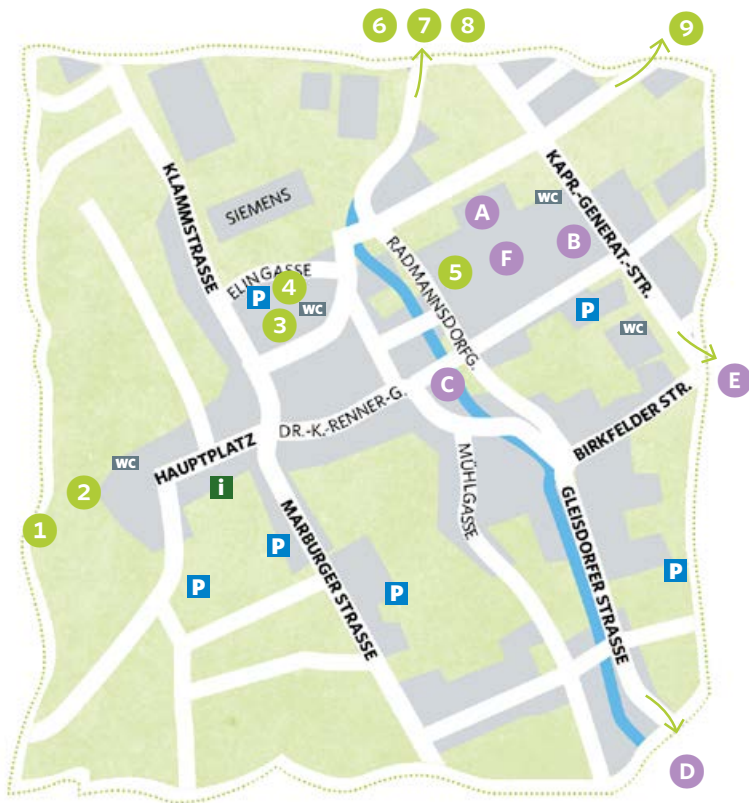 6 7 8
9
KLAMMSTRASSE
SIEMENS
KAPR.-GENERAT.-STR.
WC
A
B
F
5
RADMANNSDORFG.
ELINGASSE
P
4
WC
3
P
WC
E
C
DR.-K.-RENNER-G.
BIRKFELDER STR.
HAUPTPLATZ
WC
2
i
1
MÜHLGASSE
MARBURGER STRASSE
GLEISDORFER STRASSE
P
P
P
P
D